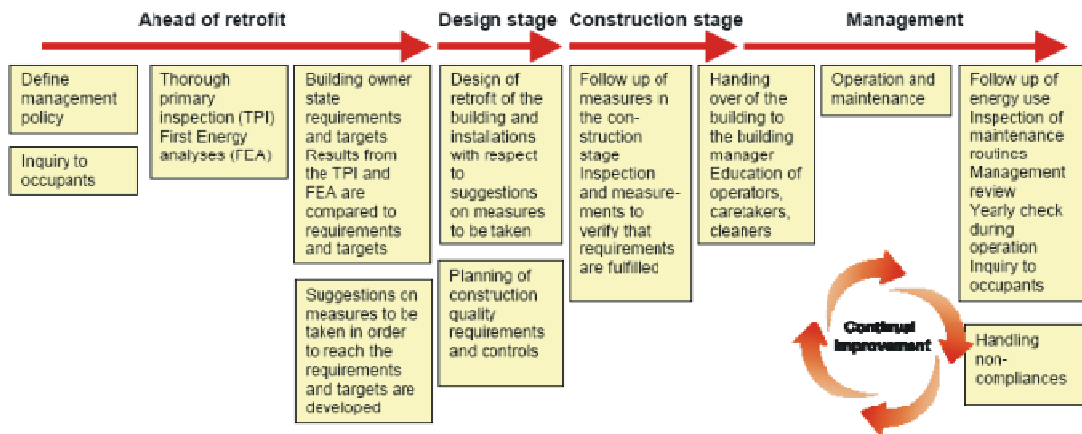 Ahead of retrofit
Design stage
Construction stage
Management
Define
management
policy
Inquiry to
occupants
Thorough
primary
inspection (TPI)
First Energy
analyses (FEA)
Building owner
state
requirements
and targets
Results from
the TPI and
FEA are
compared to
requirements
and targets
Suggestions on
measures to be
taken in order
to reach the
requirements
and targets are
developed
Design of
retrofit of the
building and
installations
with respect
to
suggestions
on measures
to be taken
Planning of
construction
quality
requirements
and controls
Follow up of
measures in
the con-
struction
stage
Inspection
and measure-
ments to
verify that
requirements
are fulfilled
Handing
over of the
building to
the building
manager
Education of
operators,
caretakers,
cleaners
Operation and
maintenance
Follow up of
energy use
Inspection of
maintenance
routines
Management
review
Yearly check
during
operation
Inquiry to
occupants
Continual
improvement
Handling
non-
compliances